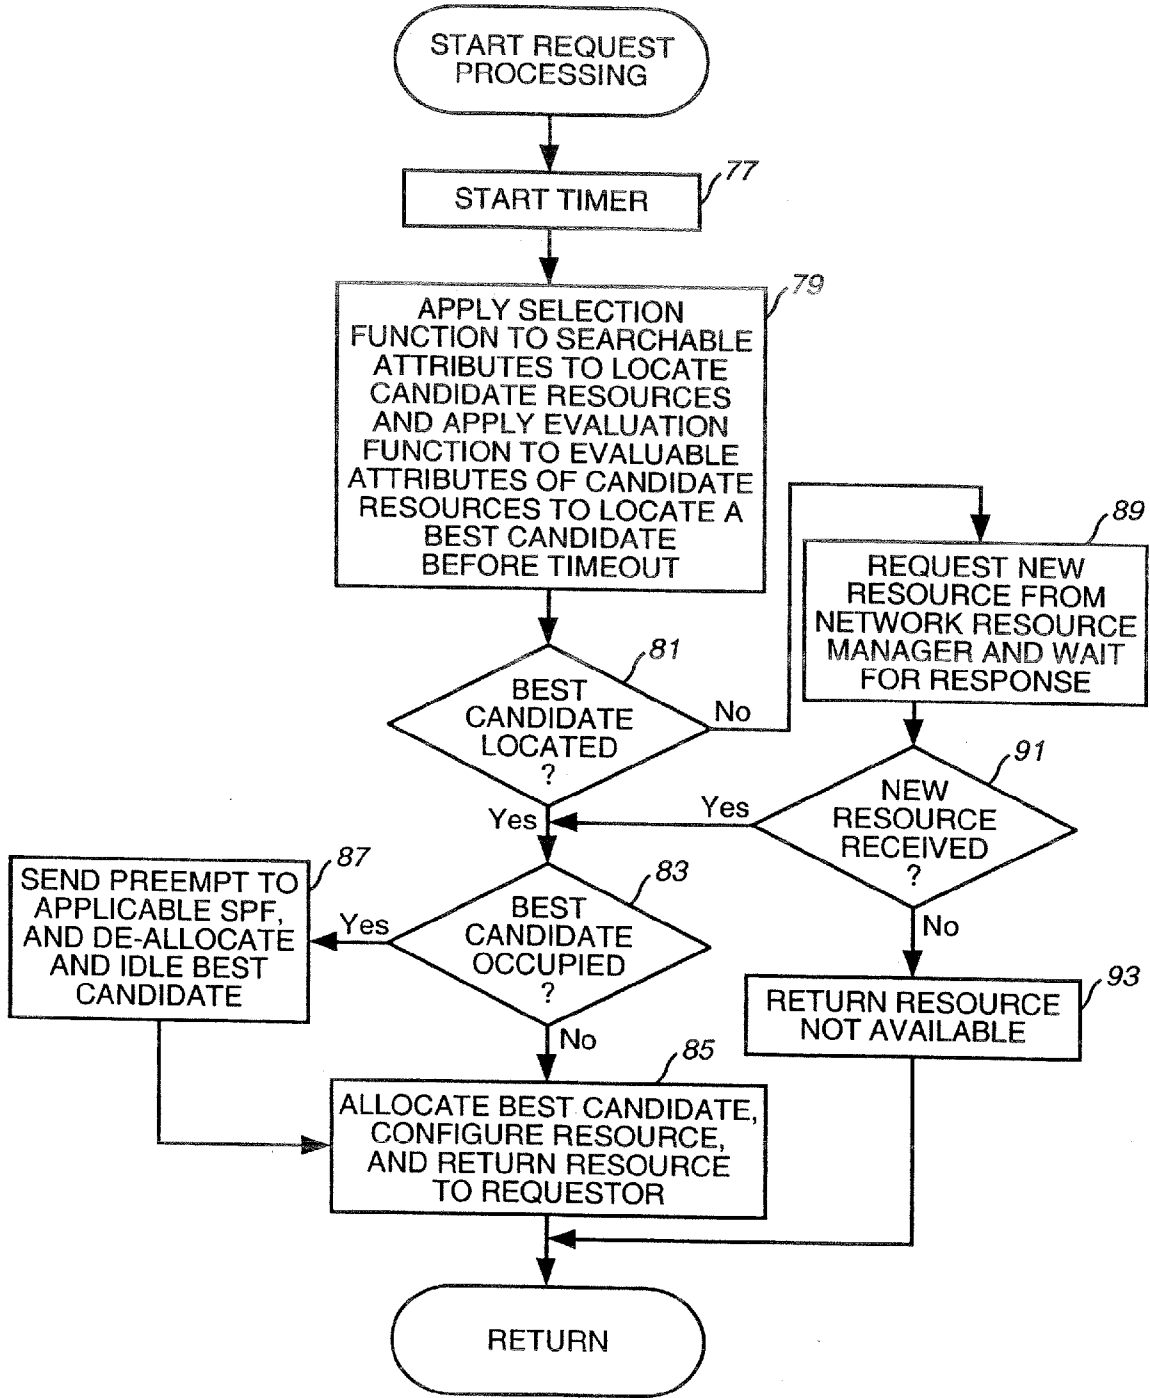 START REQUEST
PROCESSING
77
START TIMER
79
APPLY SELECTION
FUNCTION TO SEARCHABLE
ATTRIBUTES TO LOCATE
CANDIDATE RESOURCES
AND APPLY EVALUATION
FUNCTION TO EVALUABLE
ATTRIBUTES OF CANDIDATE
RESOURCES TO LOCATE A
BEST CANDIDATE
BEFORE TIMEOUT
89
REQUEST NEW
RESOURCE FROM
NETWORK RESOURCE
MANAGER AND WAIT
FOR RESPONSE
81
BEST
CANDIDATE
LOCATED
?
No
Yes
91
NEW
RESOURCE
RECEIVED
?
Yes
No
83
BEST
CANDIDATE
OCCUPIED
?
Yes
No
87
SEND PREEMPT TO
APPLICABLE SPF,
AND DE-ALLOCATE
AND IDLE BEST
CANDIDATE
93
RETURN RESOURCE
NOT AVAILABLE
85
ALLOCATE BEST CANDIDATE,
CONFIGURE RESOURCE,
AND RETURN RESOURCE
TO REQUESTOR
RETURN